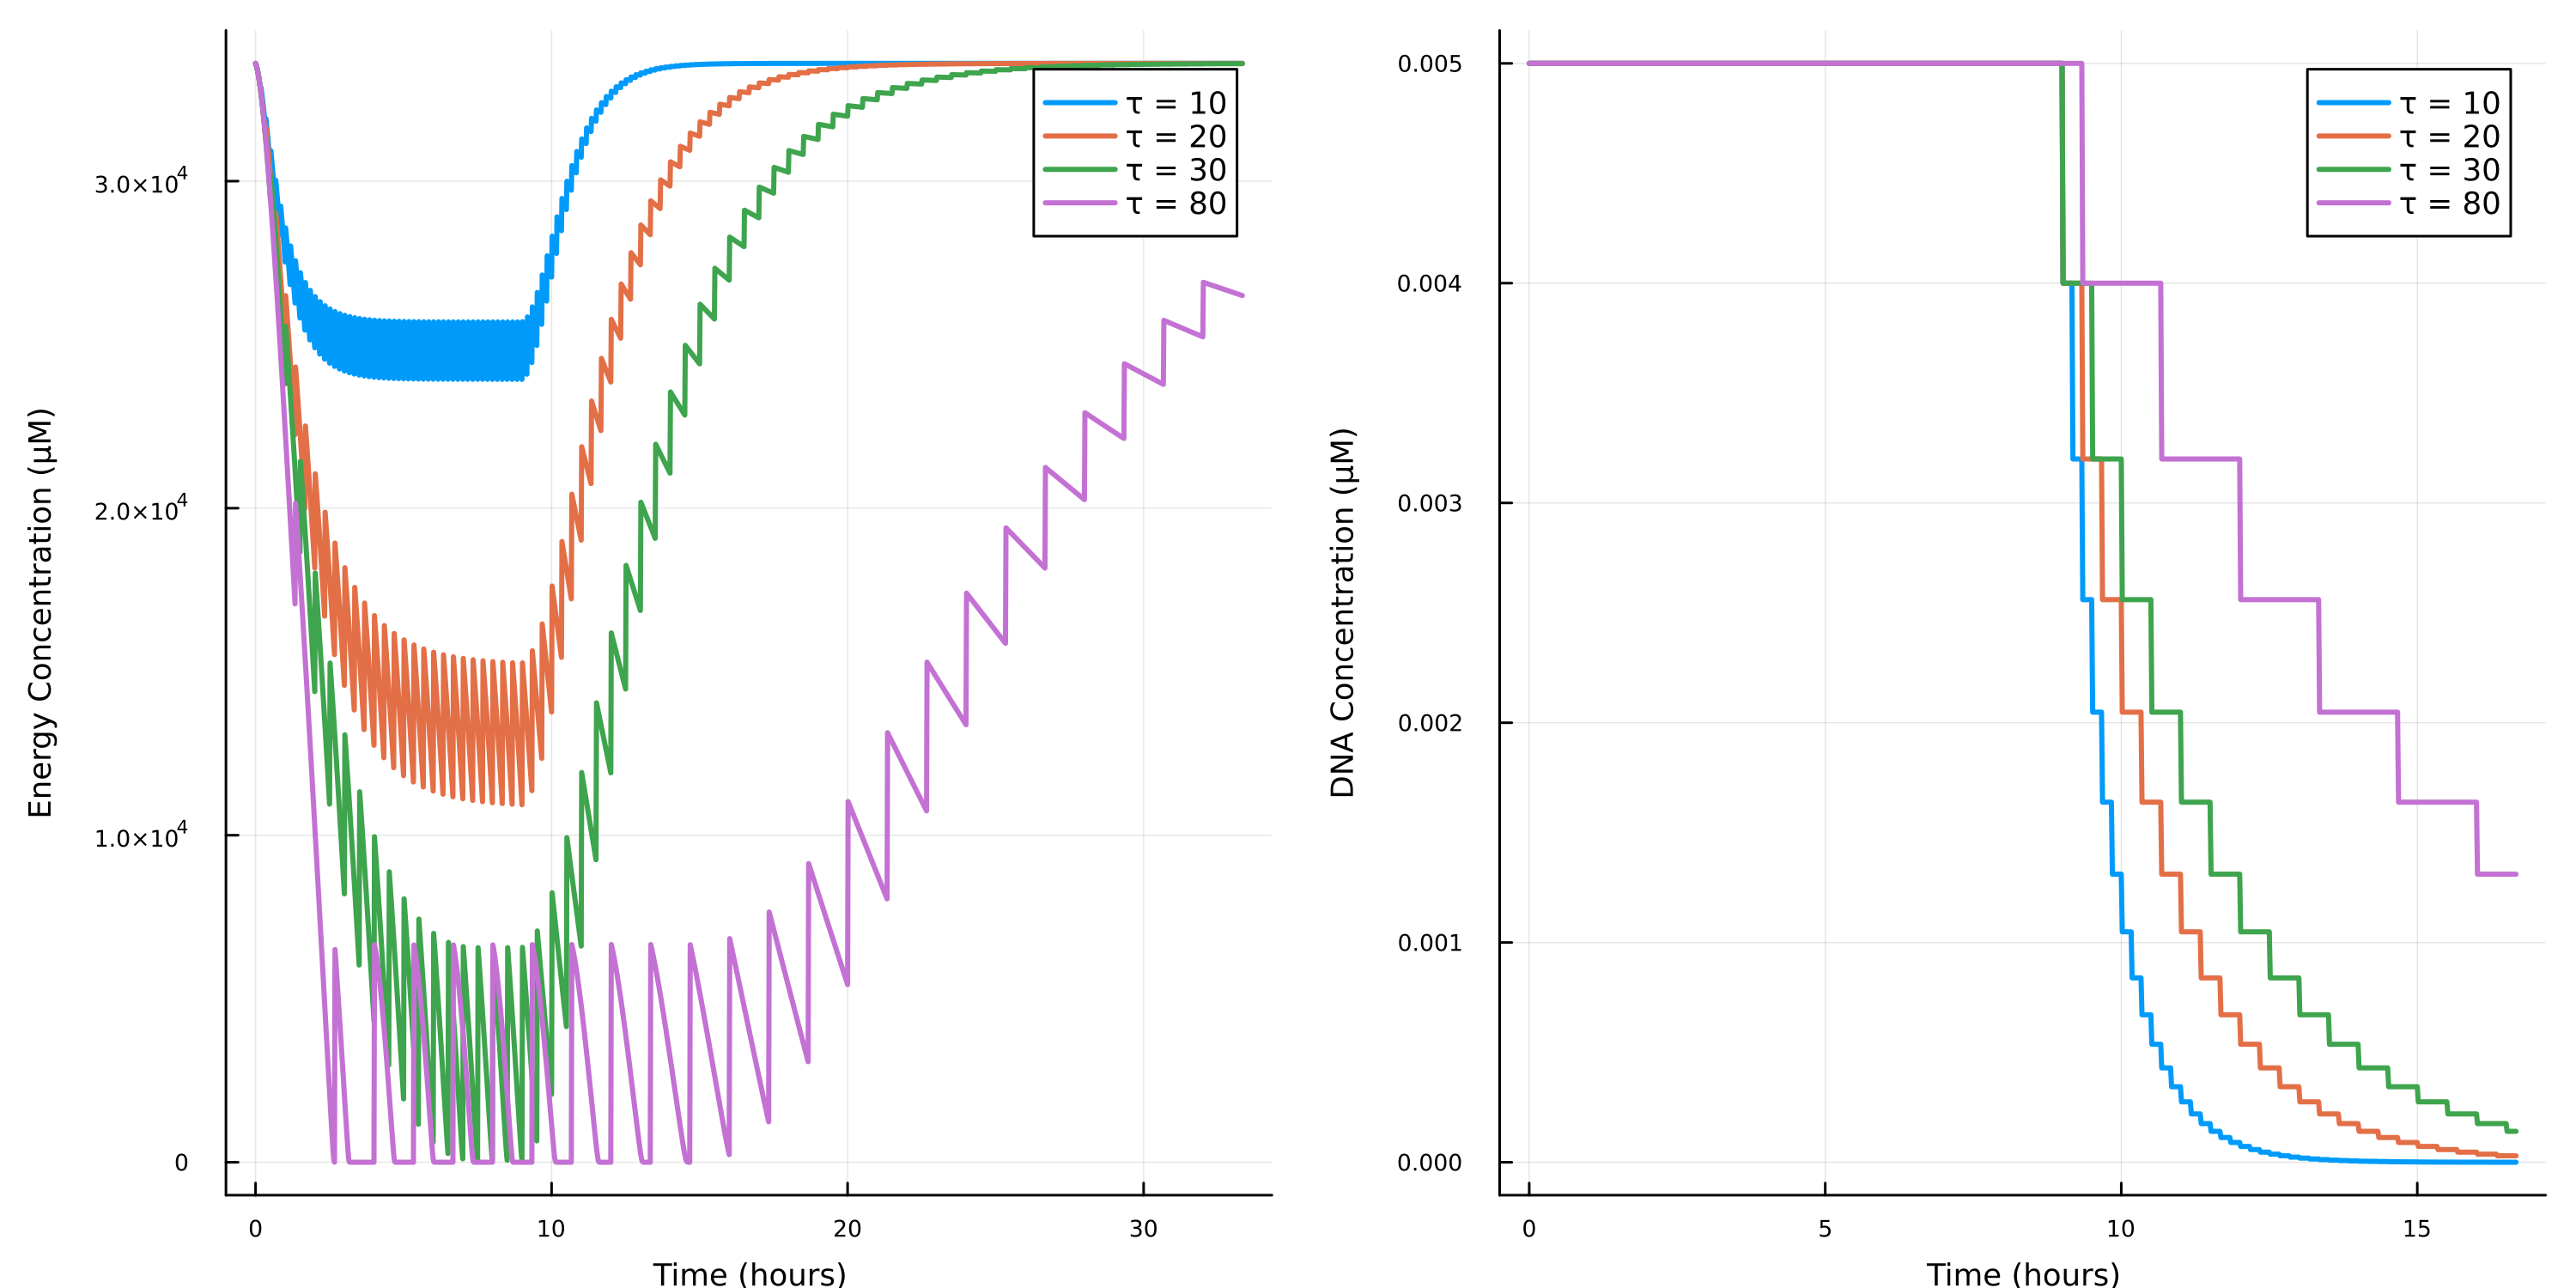 Energy Concentration (μM)
3.0×10⁴
2.0×10⁴
1.0×10⁴
0
0 10 20 30
Time (hours)
τ = 10
τ = 20
τ = 30
τ = 80
DNA Concentration (μM)
0.005
0.004
0.003
0.002
0.001
0.000
0 5 10 15
Time (hours)
τ = 10
τ = 20
τ = 30
τ = 80